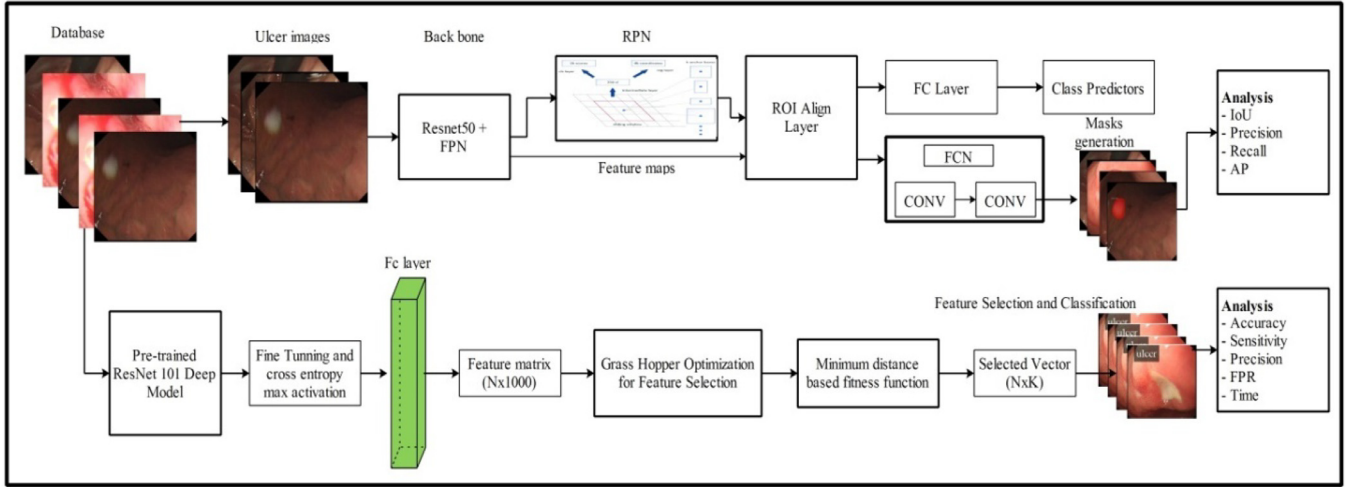 Database
Ulcer images
Back bone
RPN
Resnet50 +
FPN
Feature maps
ROI Align
Layer
FC Layer
Class Predictors
FCN
CONV
CONV
Masks
generation
Analysis
- IoU
- Precision
- Recall
- AP
Fc layer
Pre-trained
ResNet 101 Deep
Model
Fine Tunning and
cross entropy
max activation
Feature matrix
(Nx1000)
Grass Hopper Optimization
for Feature Selection
Minimum distance
based fitness function
Selected Vector
(NxK)
Feature Selection and Classification
ulcer
ulcer
Analysis
- Accuracy
- Sensitivity
- Precision
- FPR
- Time